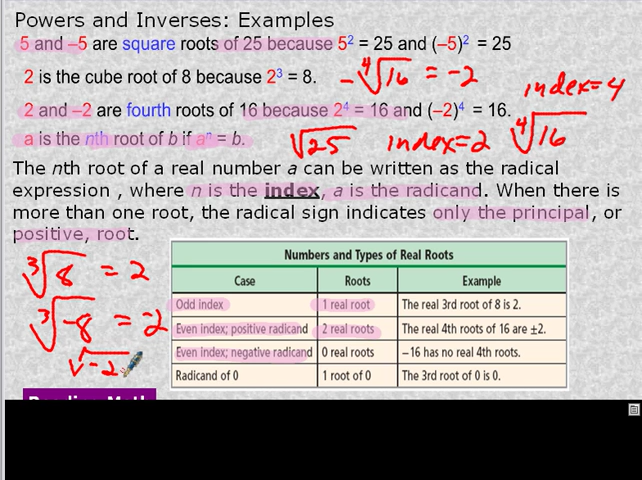 Powers and Inverses: Examples
5 and –5 are square roots of 25 because 5² = 25 and (–5)² = 25
2 is the cube root of 8 because 2³ = 8.
-⁴√16 = -2
index=4
2 and –2 are fourth roots of 16 because 2⁴ = 16 and (–2)⁴ = 16.
a is the nth root of b if aⁿ = b.
√25 index=2 ⁴√16
The nth root of a real number a can be written as the radical
expression , where n is the index, a is the radicand. When there is
more than one root, the radical sign indicates only the principal, or
positive, root.
³√8 = 2
³√-8 = -2
√-2
Numbers and Types of Real Roots
Case Roots Example
Odd index 1 real root The real 3rd root of 8 is 2.
Even index; positive radicand 2 real roots The real 4th roots of 16 are ±2.
Even index; negative radicand 0 real roots –16 has no real 4th roots.
Radicand of 0 1 root of 0 The 3rd root of 0 is 0.